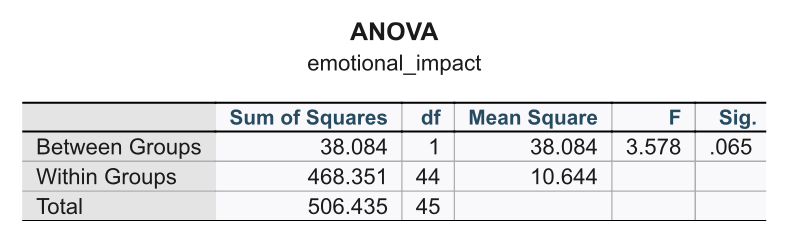 ANOVA
emotional_impact
Sum of Squares df Mean Square F Sig.
Between Groups 38.084 1 38.084 3.578 .065
Within Groups 468.351 44 10.644
Total 506.435 45